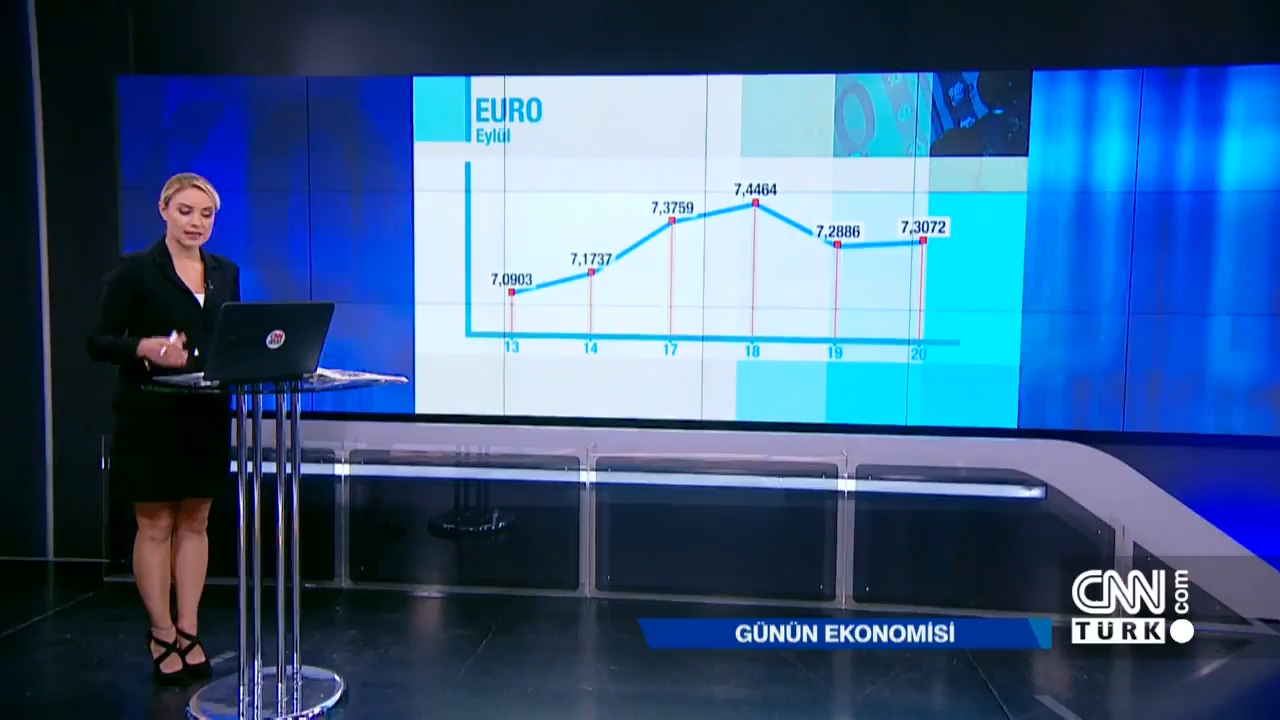 EURO
Eylül
7,0903
7,1737
7,3759
7,4464
7,2886
7,3072
13 14 17 18 19 20
CNN
GÜNÜN EKONOMİSİ
CNN
TÜRK
.com